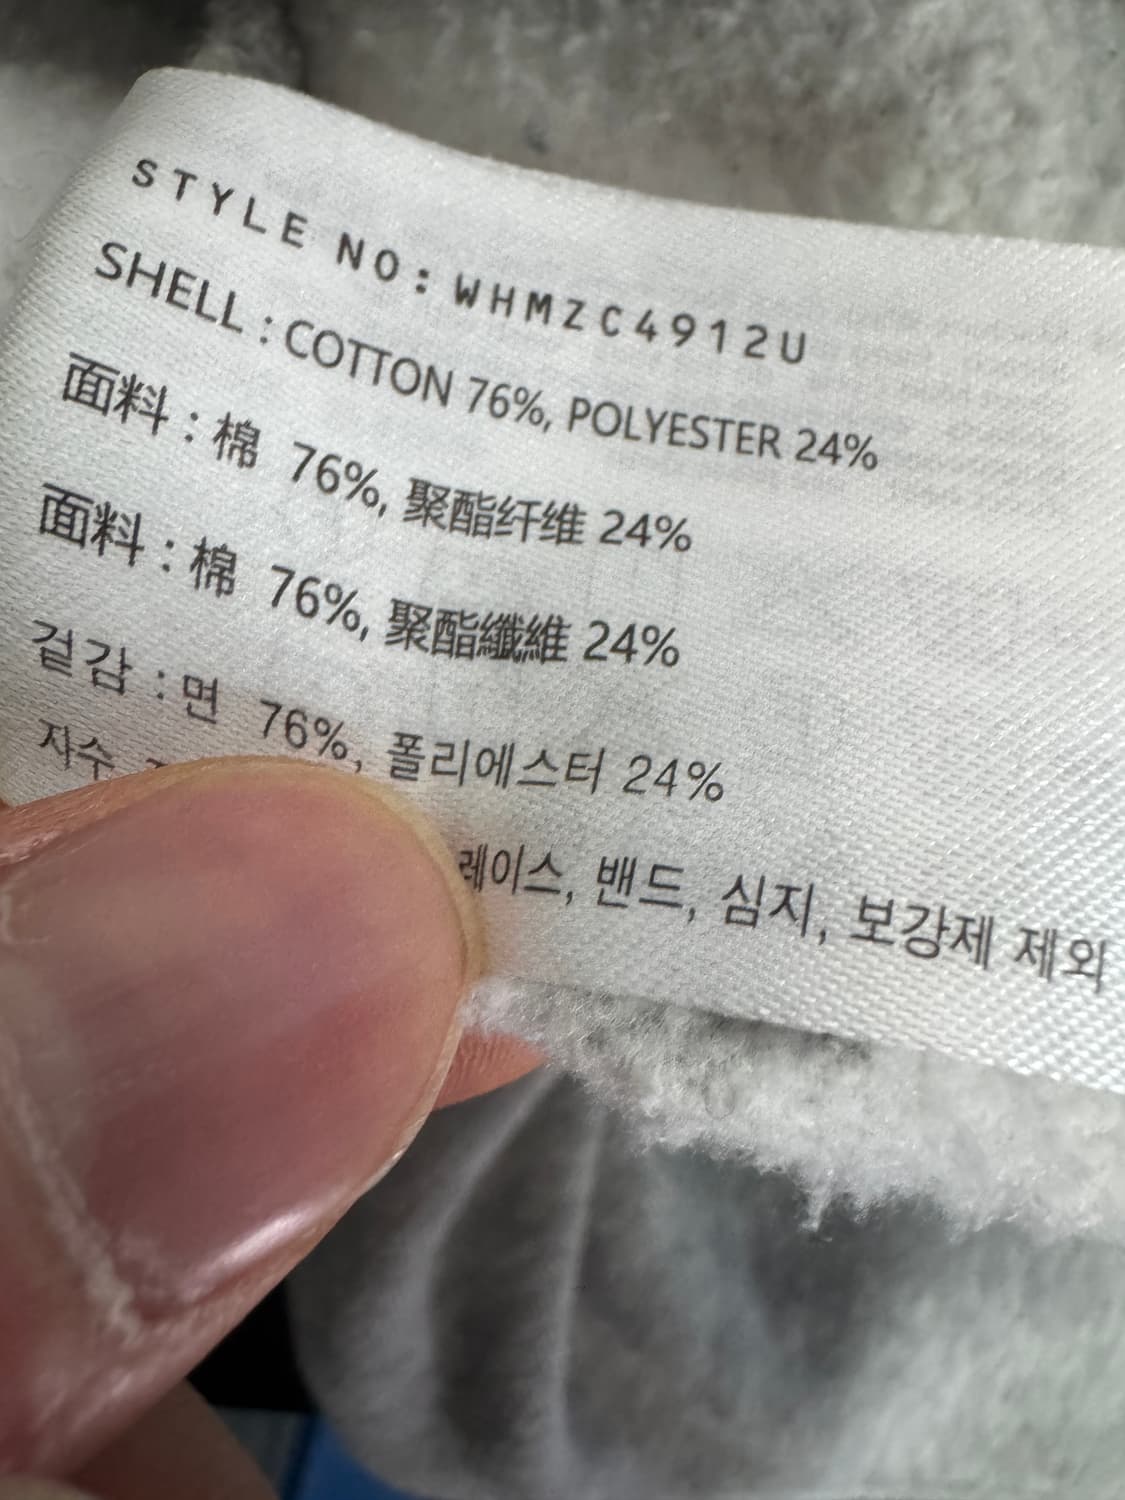 STYLE NO: WHMZC4912U
SHELL : COTTON 76%, POLYESTER 24%
面料 : 棉 76%, 聚酯纤维 24%
面料 : 棉 76%, 聚酯纖維 24%
겉감 : 면 76%, 폴리에스터 24%
자수
레이스, 밴드, 심지, 보강제 제외